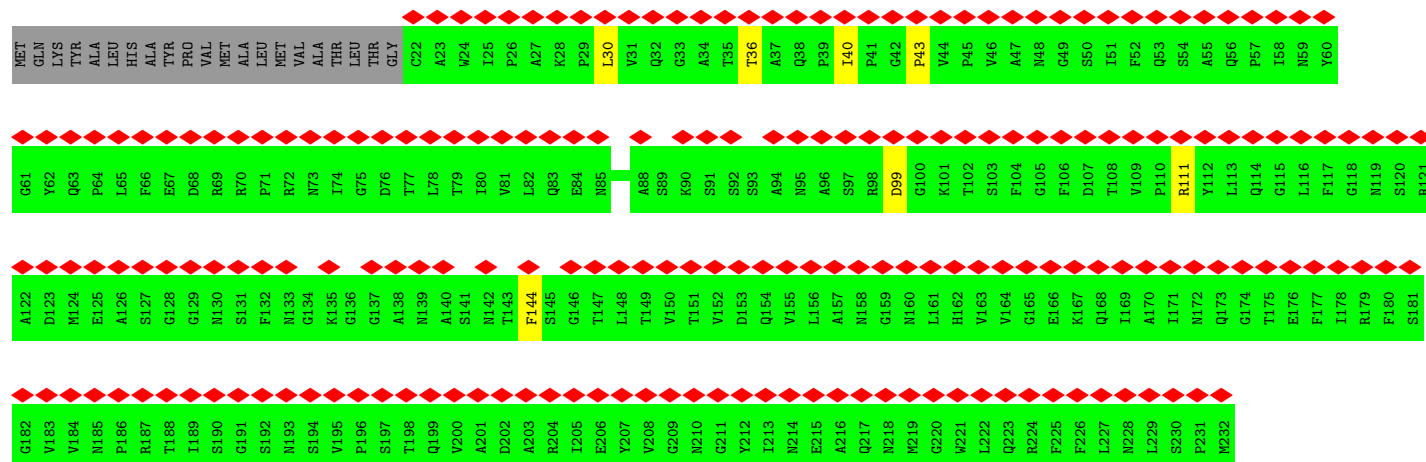 MET GLN LYS TYR ALA LEU HIS ALA TYR PRO VAL MET ALA LEU MET VAL ALA THR LEU THR GLY C22 A23 W24 I25 P26 A27 K28 P29 L30 V31 Q32 G33 A34 T35 T36 A37 Q38 P39 I40 P41 G42 P43 V44 P45 V46 A47 N48 G49 S50 I51 F52 Q53 S54 A55 Q56 P57 I58 N59 Y60
G61 Y62 Q63 P64 L65 F66 E67 D68 R69 R70 P71 R72 N73 I74 G75 D76 T77 L78 T79 I80 V81 L82 Q83 E84 N85 A88 S89 K90 S91 S92 S93 A94 N95 A96 S97 R98 D99 G100 K101 T102 S103 F104 G105 F106 D107 T108 V109 P110 R111 Y112 L113 Q114 G115 L116 F117 G118 N119 S120 R121
A122 D123 M124 E125 A126 S127 G128 G129 N130 S131 F132 N133 G134 K135 G136 G137 A138 N139 A140 S141 N142 T143 F144 S145 G146 T147 L148 T149 V150 T151 V152 D153 Q154 V155 L156 A157 N158 G159 N160 L161 H162 V163 V164 G165 E166 K167 Q168 I169 A170 I171 N172 Q173 G174 T175 E176 F177 I178 R179 F180 S181
G182 V183 V184 N185 P186 R187 T188 I189 S190 G191 S192 N193 S194 V195 P196 S197 T198 Q199 V200 A201 D202 A203 R204 I205 E206 Y207 V208 G209 N210 G211 Y212 I213 N214 E215 A216 Q217 N218 M219 G220 W221 L222 Q223 R224 F225 F226 L227 N228 L229 S230 P231 M232